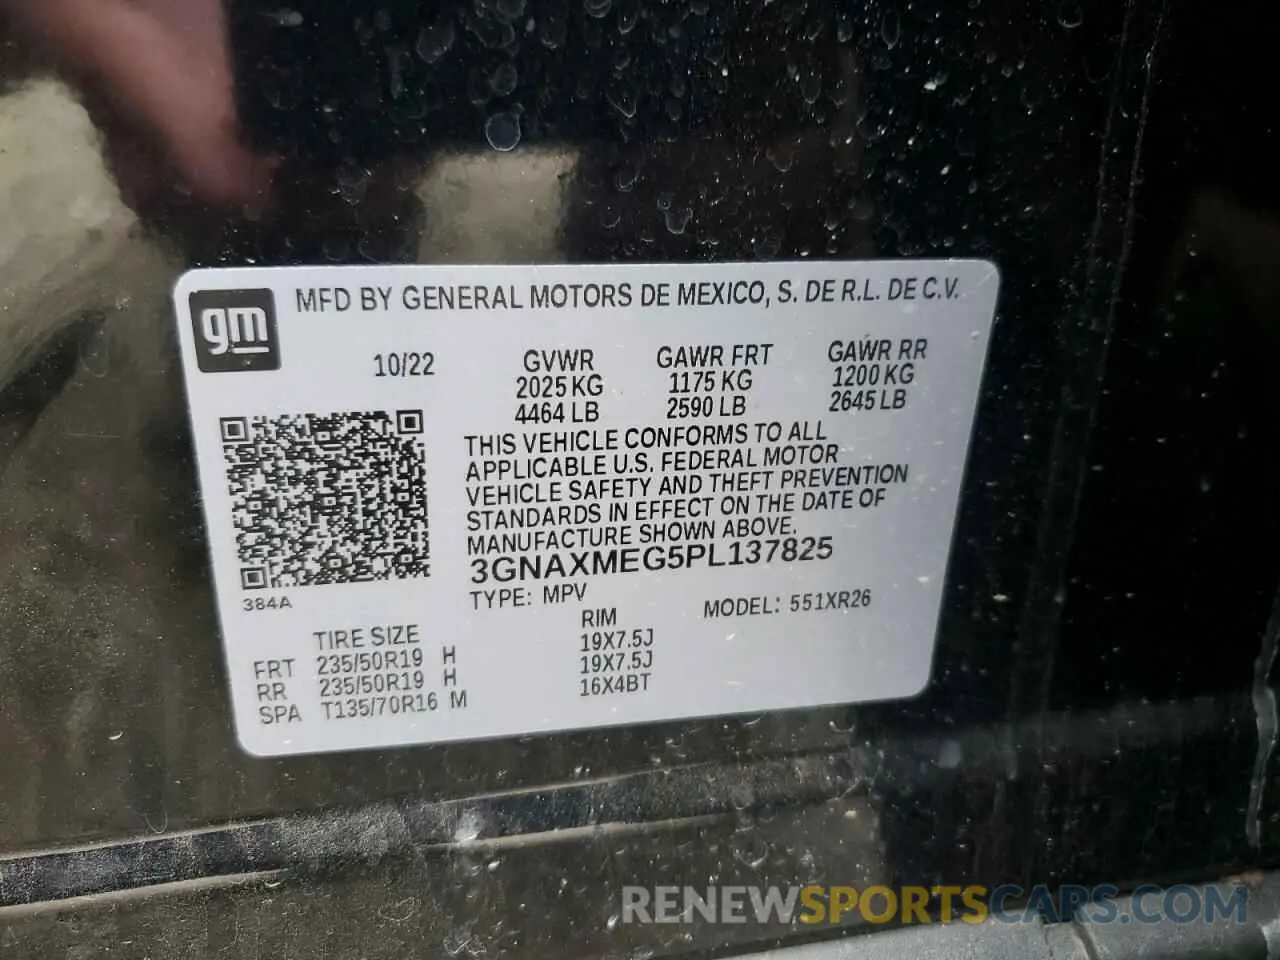 gm
MFD BY GENERAL MOTORS DE MEXICO, S. DE R.L. DE C.V.
10/22 GVWR GAWR FRT GAWR RR
2025 KG 1175 KG 1200 KG
4464 LB 2590 LB 2645 LB
THIS VEHICLE CONFORMS TO ALL
APPLICABLE U.S. FEDERAL MOTOR
VEHICLE SAFETY AND THEFT PREVENTION
STANDARDS IN EFFECT ON THE DATE OF
MANUFACTURE SHOWN ABOVE.
3GNAXMEG5PL137825
384A
TYPE: MPV MODEL: 551XR26
TIRE SIZE RIM
FRT 235/50R19 H 19X7.5J
RR 235/50R19 H 19X7.5J
SPA T135/70R16 M 16X4BT
RENEWSPORTSCARS.COM